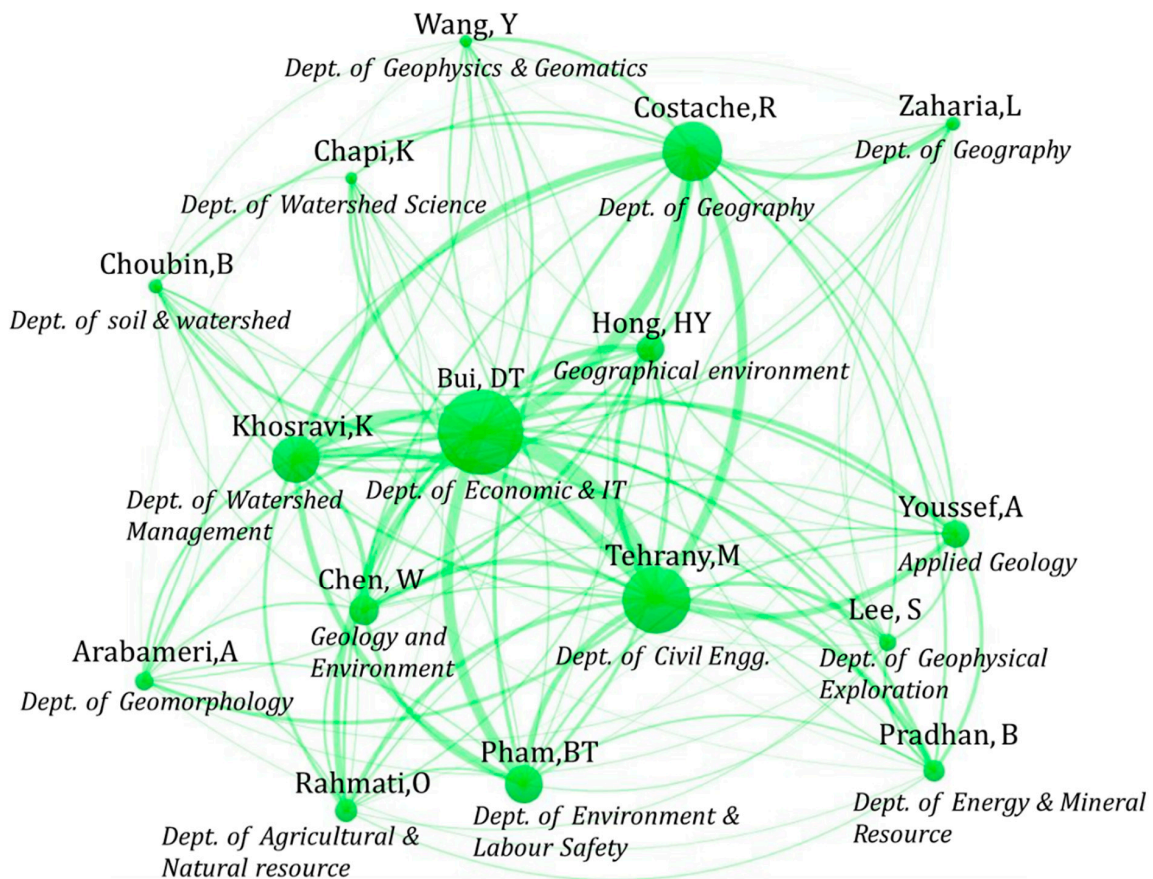 Wang, Y
Dept. of Geophysics & Geomatics
Costache,R
Dept. of Geography
Zaharia,L
Dept. of Geography
Chapi,K
Dept. of Watershed Science
Choubin,B
Dept. of soil & watershed
Hong, HY
Geographical environment
Bui, DT
Dept. of Economic & IT
Khosravi,K
Dept. of Watershed
Management
Youssef,A
Applied Geology
Tehrany,M
Dept. of Civil Engg.
Chen, W
Geology and
Environment
Lee, S
Dept. of Geophysical
Exploration
Arabameri,A
Dept. of Geomorphology
Pradhan, B
Dept. of Energy & Mineral
Resource
Pham,BT
Dept. of Environment &
Labour Safety
Rahmati,O
Dept. of Agricultural &
Natural resource